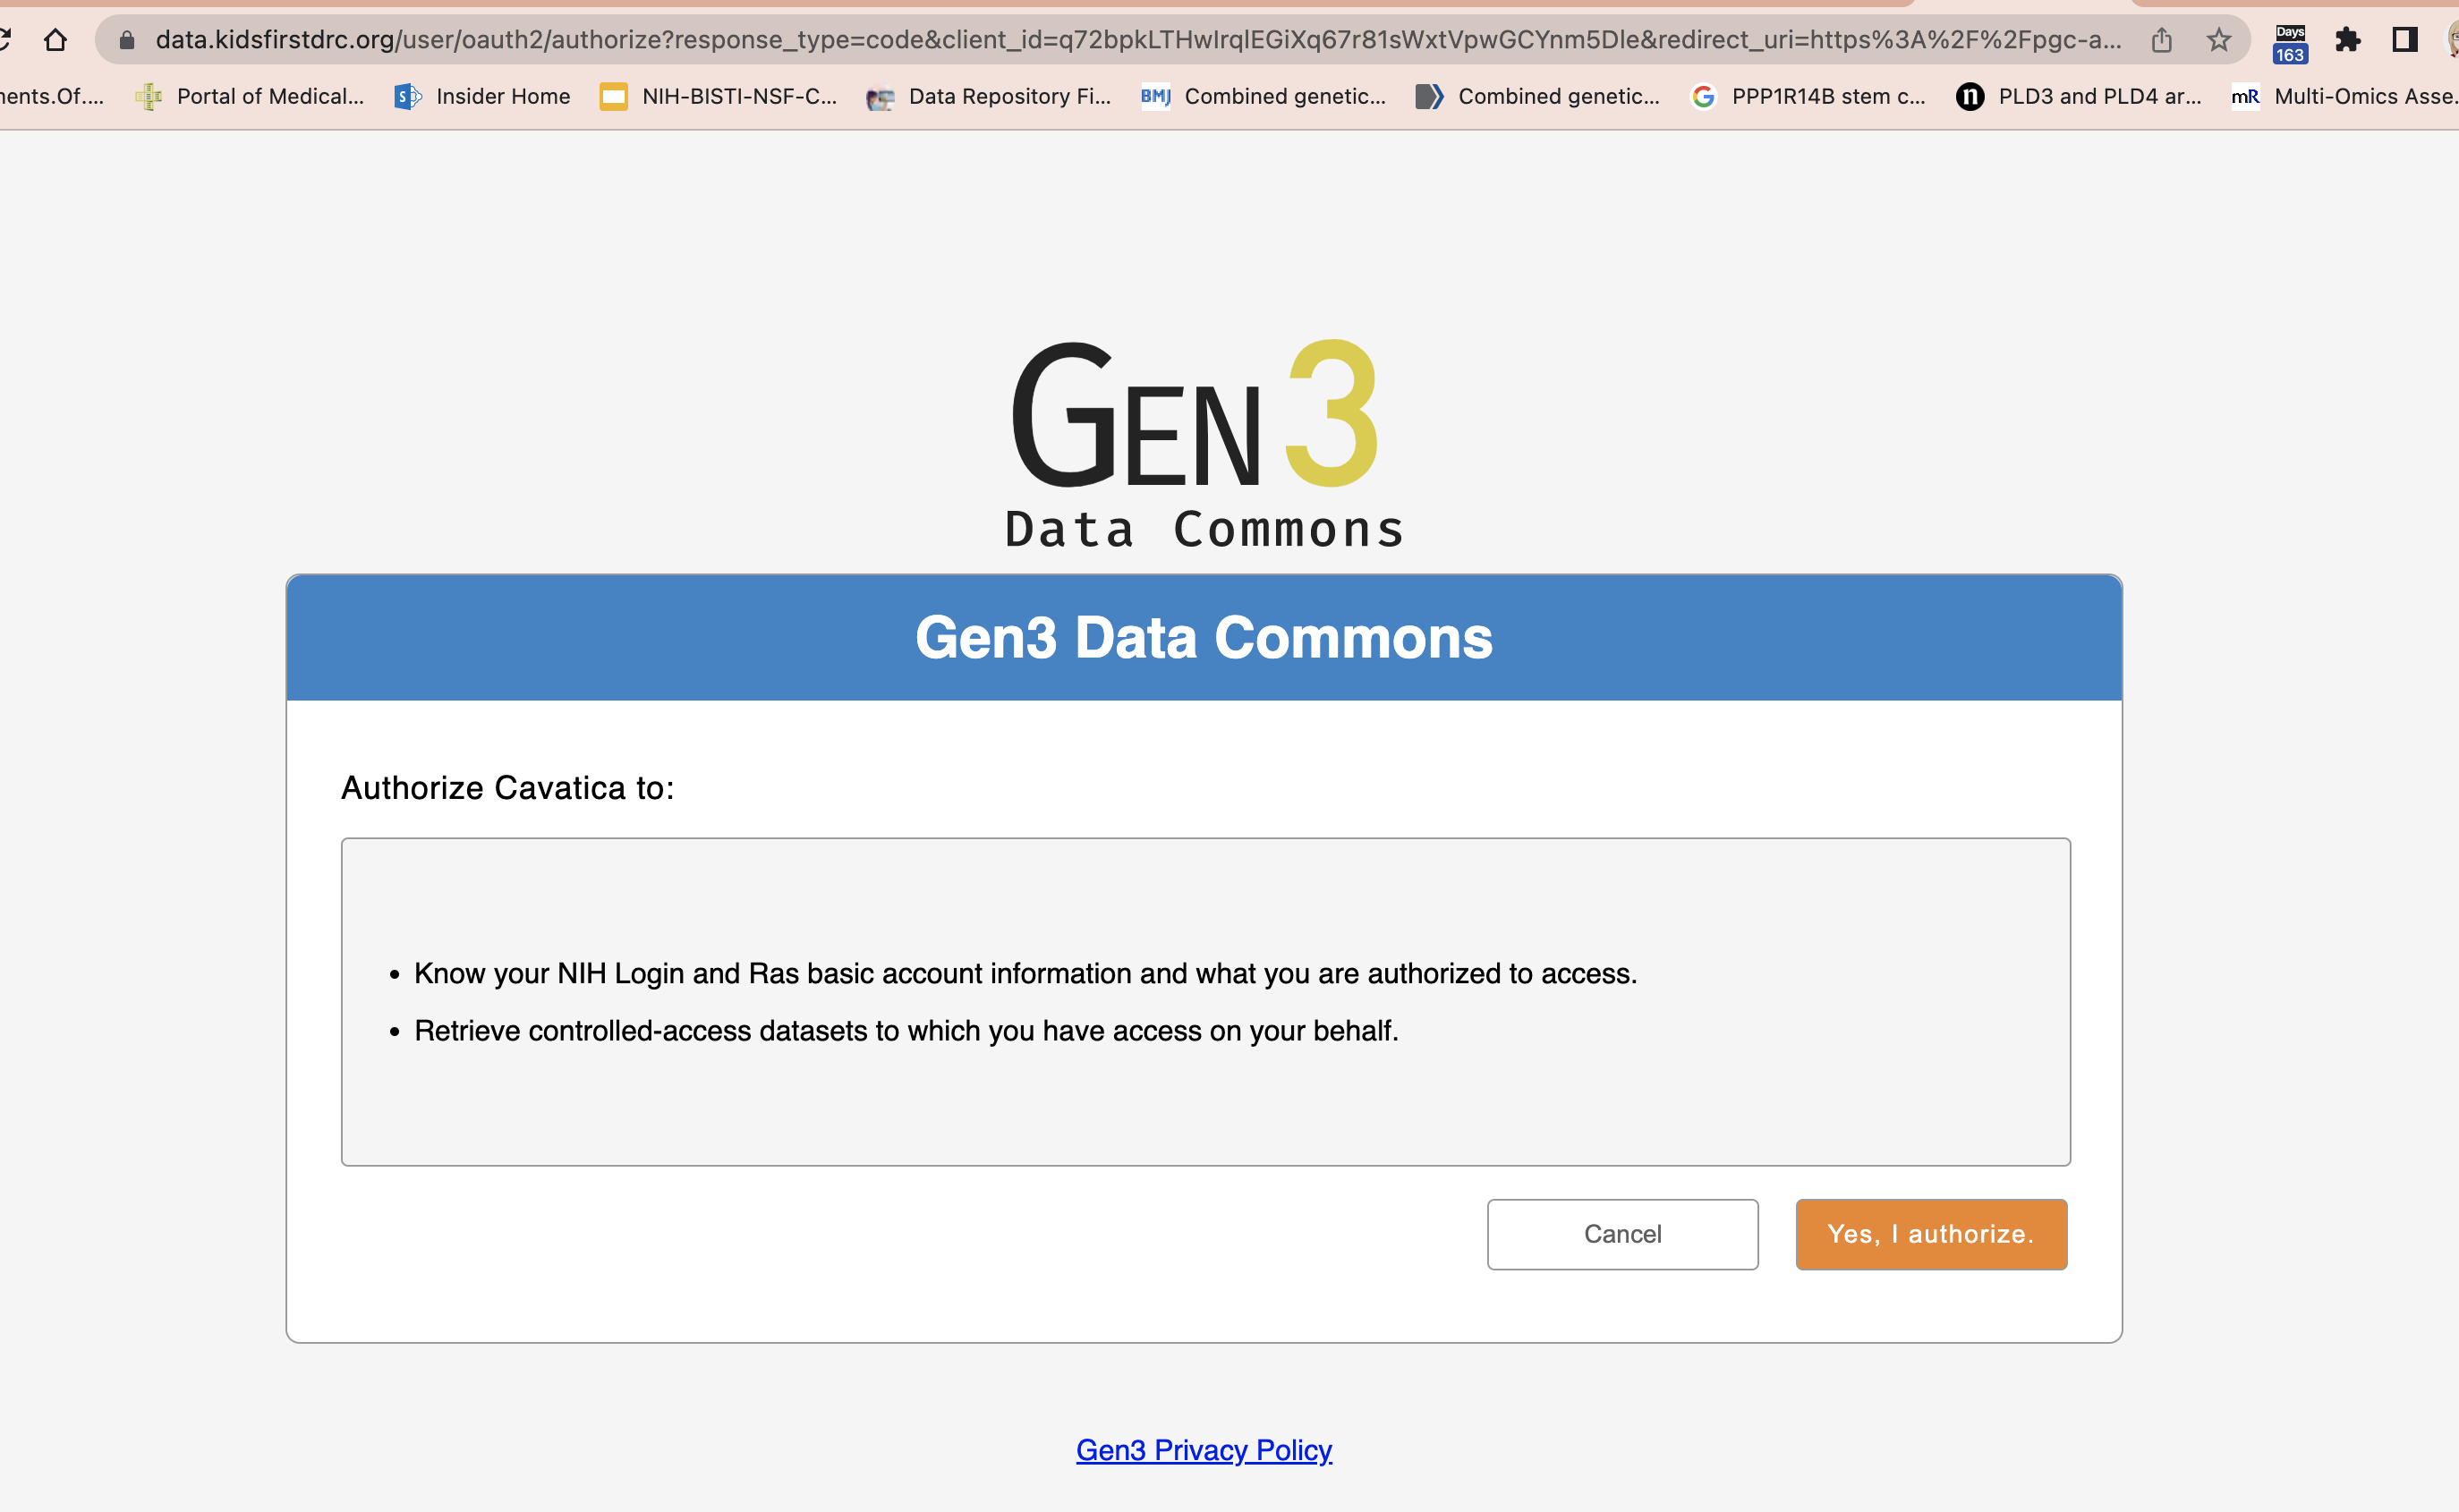 data.kidsfirstdrc.org/user/oauth2/authorize?response_type=code&client_id=q72bpkLTHwIrqlEGiXq67r81sWxtVpwGCYnm5Dle&redirect_uri=https%3A%2F%2Fpgc-a...
Days
163
nents.Of.... Portal of Medical... Insider Home NIH-BISTI-NSF-C... Data Repository Fi... BMJ Combined genetic... Combined genetic... G PPP1R14B stem c... n PLD3 and PLD4 ar... mR Multi-Omics Asse.
GEN3
Data Commons
Gen3 Data Commons
Authorize Cavatica to:
• Know your NIH Login and Ras basic account information and what you are authorized to access.
• Retrieve controlled-access datasets to which you have access on your behalf.
Cancel Yes, I authorize.
Gen3 Privacy Policy